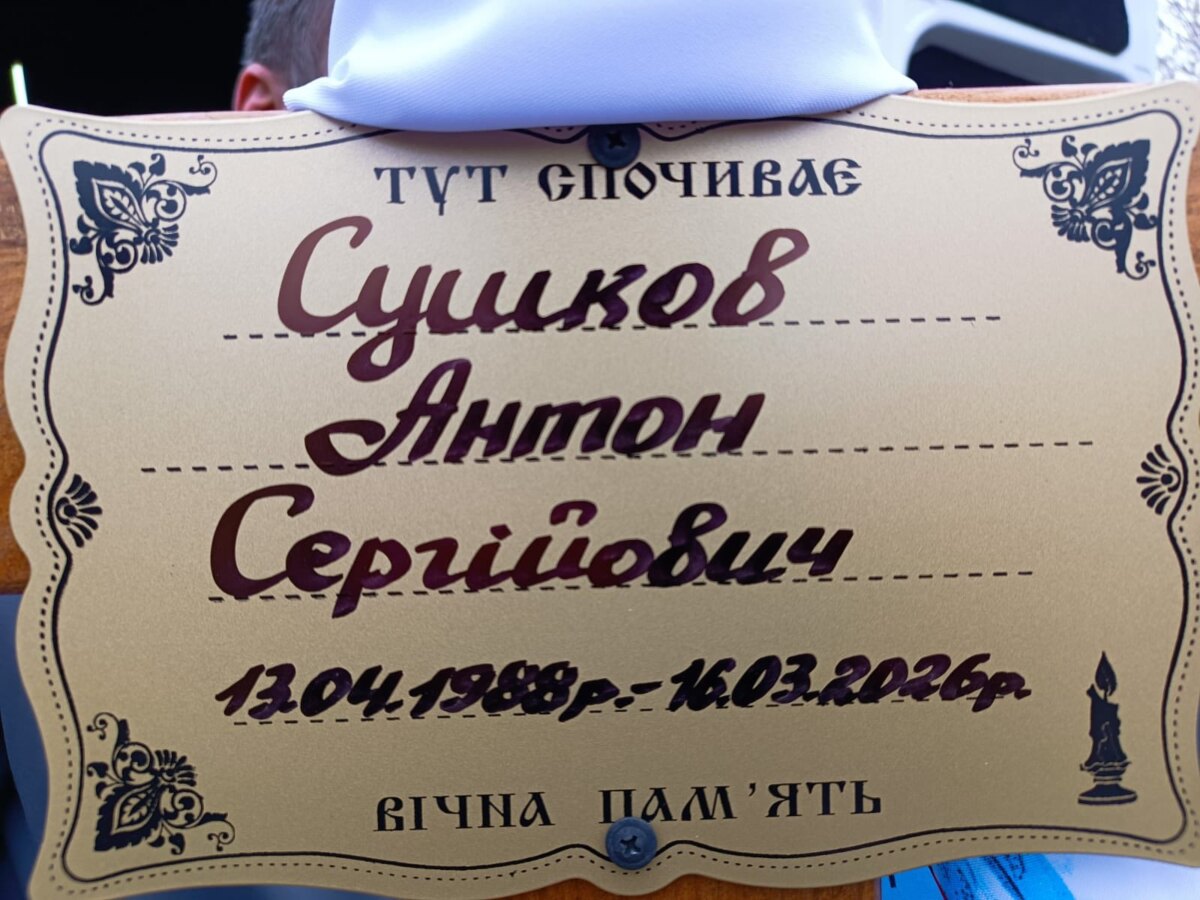 ТУТ СПОЧИВАЄ
Сушков
Антон
Сергійович
13.04.1988р.-16.03.2026р.
ВІЧНА ПАМ'ЯТЬ